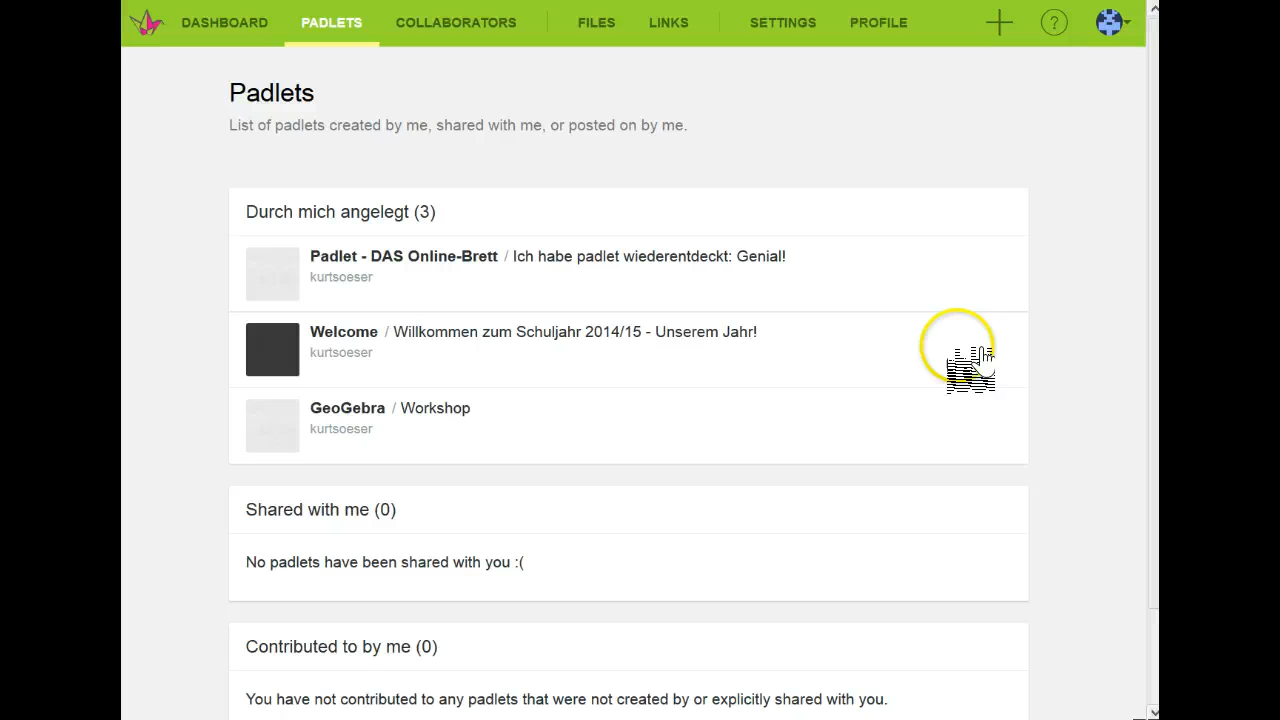 DASHBOARD PADLETS COLLABORATORS FILES LINKS SETTINGS PROFILE ?
Padlets
List of padlets created by me, shared with me, or posted on by me.
Durch mich angelegt (3)
Padlet - DAS Online-Brett / Ich habe padlet wiederentdeckt: Genial!
kurtsoeser
Welcome / Willkommen zum Schuljahr 2014/15 - Unserem Jahr!
kurtsoeser
GeoGebra / Workshop
kurtsoeser
Shared with me (0)
No padlets have been shared with you :(
Contributed to by me (0)
You have not contributed to any padlets that were not created by or explicitly shared with you.